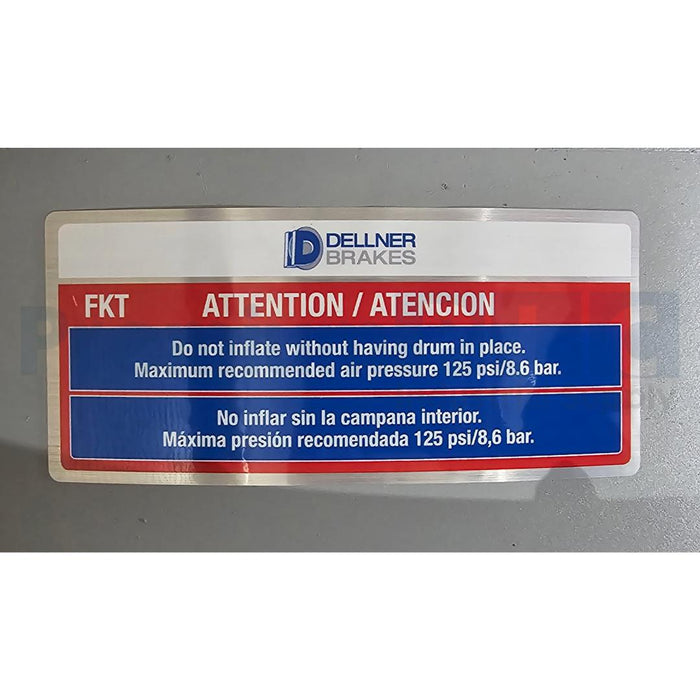 DELLNER
BRAKES
FKT ATTENTION / ATENCION
Do not inflate without having drum in place.
Maximum recommended air pressure 125 psi/8.6 bar.
No inflar sin la campana interior.
Máxima presión recomendada 125 psi/8,6 bar.